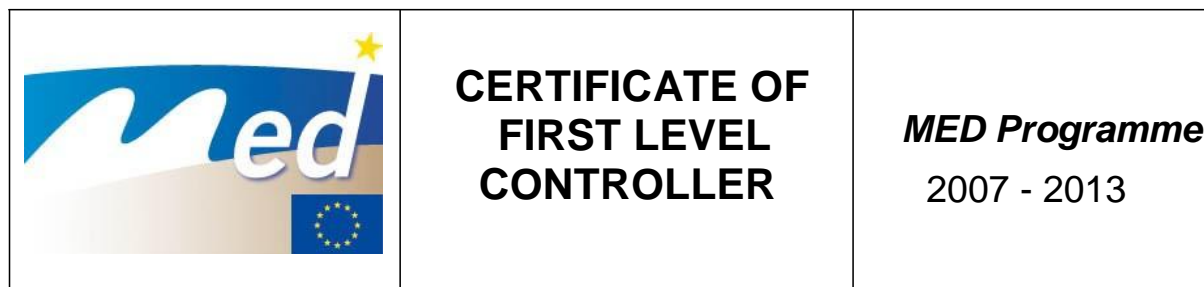 Med
CERTIFICATE OF
FIRST LEVEL
CONTROLLER
MED Programme
2007 - 2013